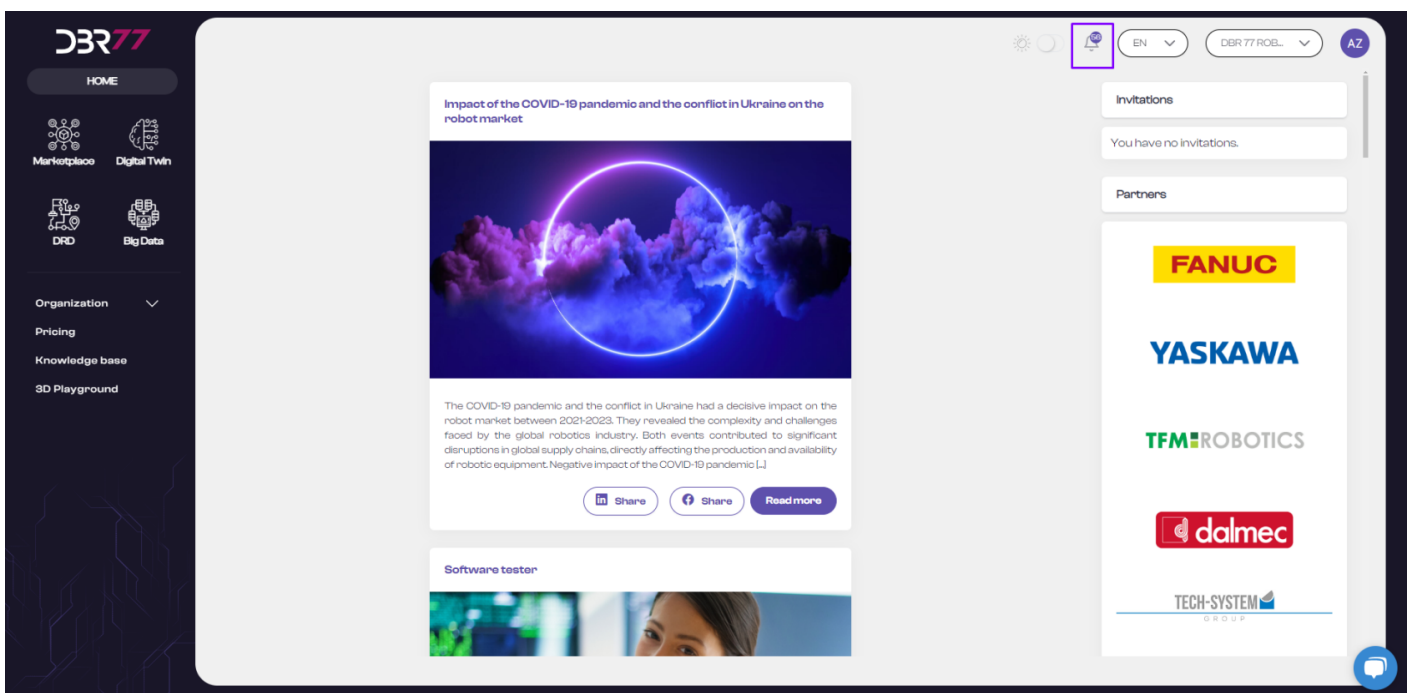 DBR77
HOME
Marketplace
Digital Twin
DRD
Big Data
Organization
Pricing
Knowledge base
3D Playground
56
EN
DBR 77 ROB...
AZ
Impact of the COVID-19 pandemic and the conflict in Ukraine on the
robot market
The COVID-19 pandemic and the conflict in Ukraine had a decisive impact on the
robot market between 2021-2023. They revealed the complexity and challenges
faced by the global robotics industry. Both events contributed to significant
disruptions in global supply chains, directly affecting the production and availability
of robotic equipment. Negative impact of the COVID-19 pandemic [...]
Share
Share
Read more
Software tester
Invitations
You have no invitations.
Partners
FANUC
YASKAWA
TFM ROBOTICS
dalmec
TECH-SYSTEM
GROUP